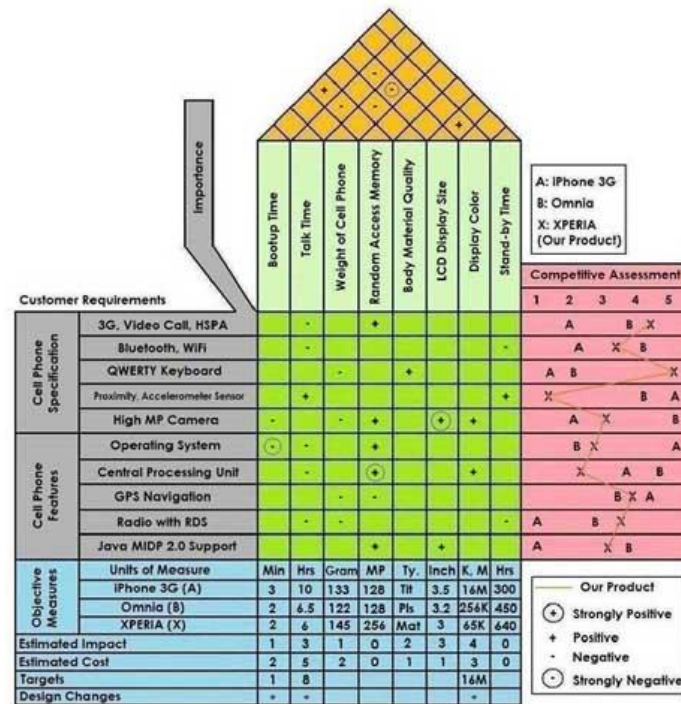 Importance
Bootup Time
Talk Time
Weight of Cell Phone
Random Access Memory
Body Material Quality
LCD Display Size
Display Color
Stand-by Time
A: iPhone 3G
B: Omnia
X: XPERIA
(Our Product)
Competitive Assessment
1 2 3 4 5
Customer Requirements
Cell Phone
Specification
3G, Video Call, HSPA - + A B X
Bluetooth, WiFi - - A X B
QWERTY Keyboard - + A B X
Proximity, Accelerometer Sensor + + X B A
High MP Camera - - + + + A X B
Cell Phone
Features
Operating System - - + B X A
Central Processing Unit - + + X A B
GPS Navigation - - B X A
Radio with RDS - - - A B X
Java MIDP 2.0 Support + + A X B
Objective
Measures
Units of Measure Min Hrs Gram MP Ty. Inch K, M Hrs
iPhone 3G (A) 3 10 133 128 Tit 3.5 16M 300
Omnia (B) 2 6.5 122 128 Pls 3.2 256K 450
XPERIA (X) 2 6 145 256 Mat 3 65K 640
Estimated Impact 1 3 1 0 2 3 4 0
Estimated Cost 2 5 2 0 1 1 3 0
Targets 1 8 16M
Design Changes
Our Product
+ Strongly Positive
+ Positive
- Negative
- Strongly Negative